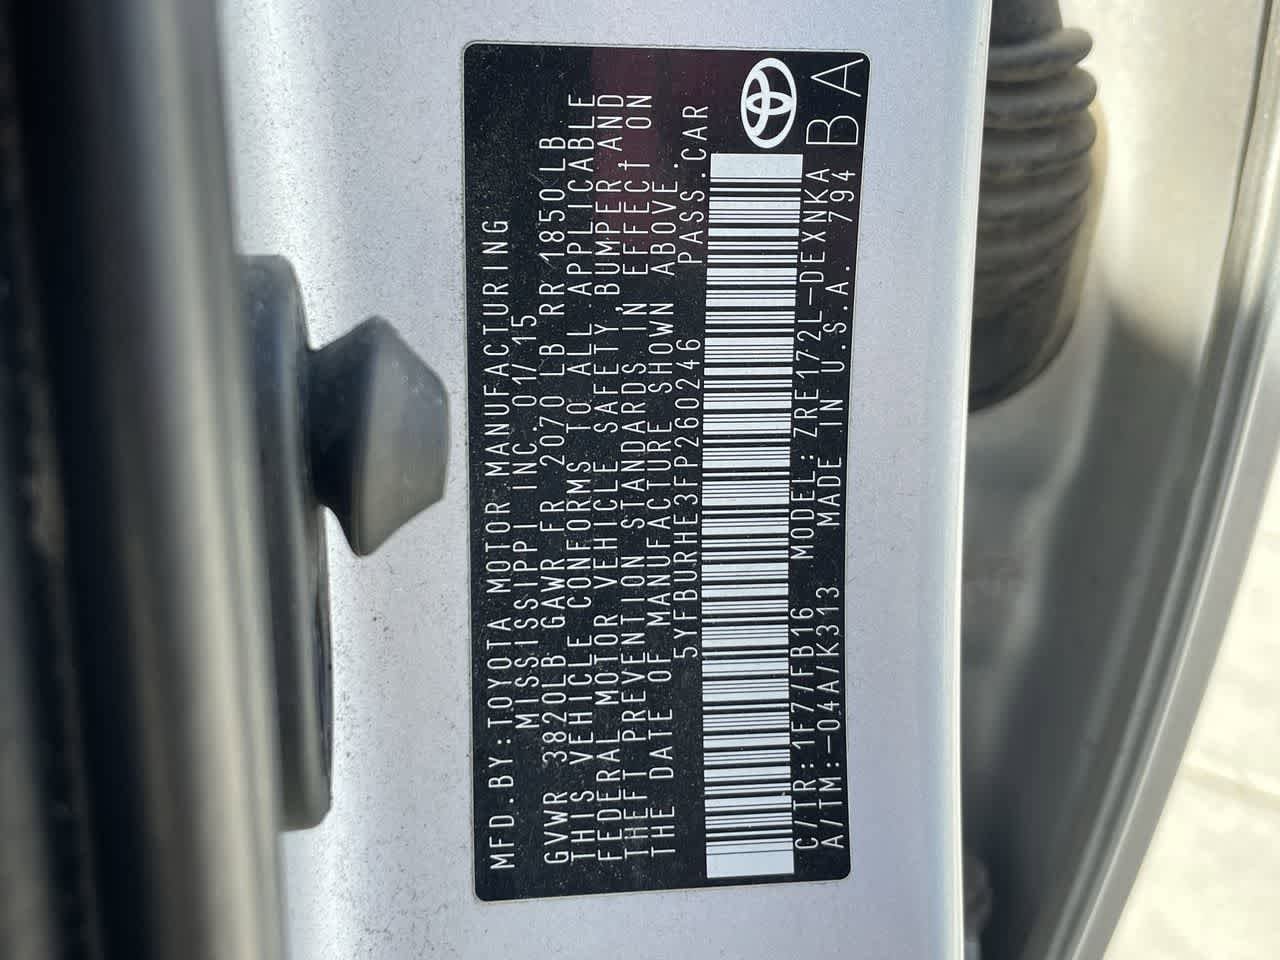 MFD.BY:TOYOTA MOTOR MANUFACTURING
MISSISSIPPI INC. 01/15
GVWR 3820LB GAWR FR 2070 LB RR 1850LB
THIS VEHICLE CONFORMS TO ALL APPLICABLE
FEDERAL MOTOR VEHICLE SAFETY,BUMPER,AND
THEFT PREVENTION STANDARDS IN EFFECT ON
THE DATE OF MANUFACTURE SHOWN ABOVE.
5YFBURHE3FP260246 PASS.CAR
C/TR:1F7/FB16 MODEL:ZRE172L-DEXNKA
A/TM:-04A/K313 MADE IN U.S.A. 794
BA